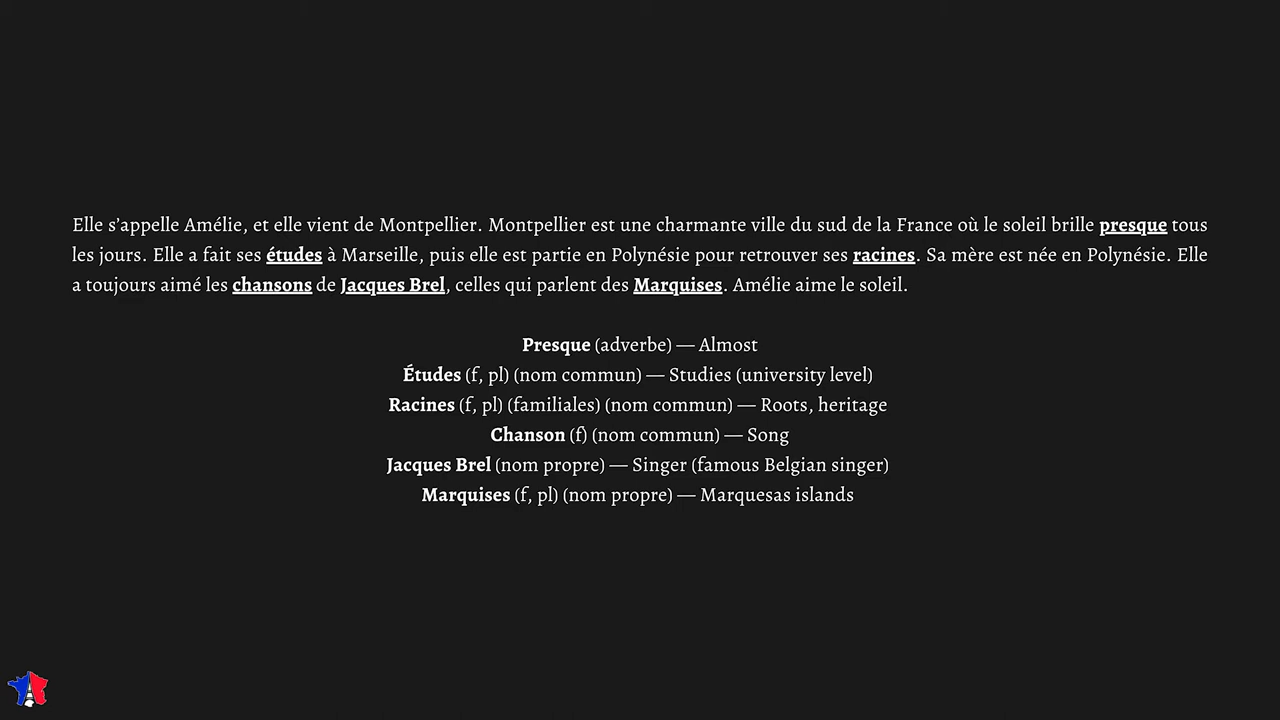 Elle s’appelle Amélie, et elle vient de Montpellier. Montpellier est une charmante ville du sud de la France où le soleil brille presque tous
les jours. Elle a fait ses études à Marseille, puis elle est partie en Polynésie pour retrouver ses racines. Sa mère est née en Polynésie. Elle
a toujours aimé les chansons de Jacques Brel, celles qui parlent des Marquises. Amélie aime le soleil.
Presque (adverbe) — Almost
Études (f, pl) (nom commun) — Studies (university level)
Racines (f, pl) (familiales) (nom commun) — Roots, heritage
Chanson (f) (nom commun) — Song
Jacques Brel (nom propre) — Singer (famous Belgian singer)
Marquises (f, pl) (nom propre) — Marquesas islands